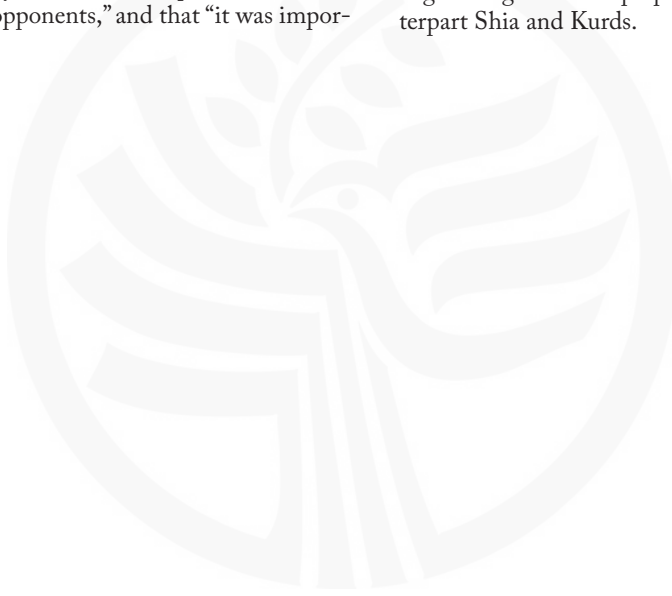 opponents,” and that “it was impor-
terpart Shia and Kurds.